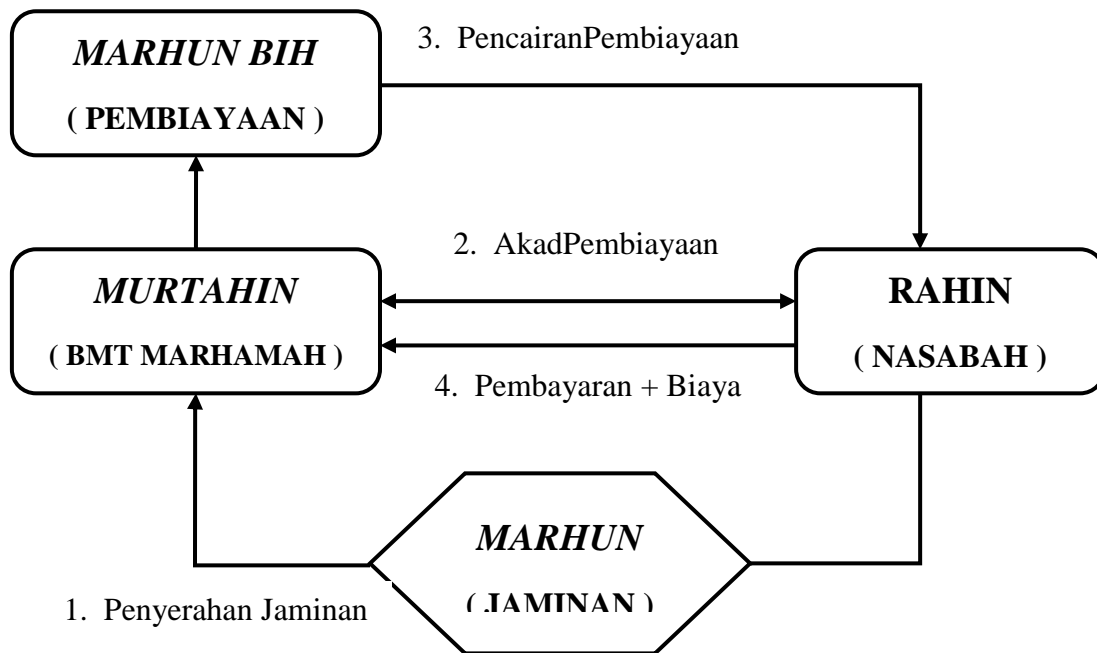 3. PencairanPembiayaan
MARHUN BIH
( PEMBIAYAAN )
2. AkadPembiayaan
MURTAHIN
( BMT MARHAMAH )
RAHIN
( NASABAH )
4. Pembayaran + Biaya
MARHUN
( JAMINAN )
1. Penyerahan Jaminan